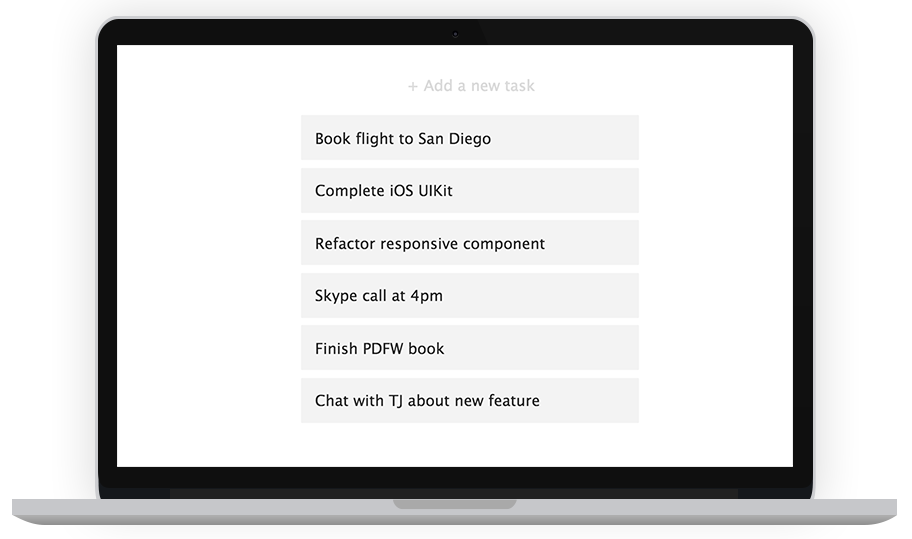 + Add a new task
Book flight to San Diego
Complete iOS UIKit
Refactor responsive component
Skype call at 4pm
Finish PDFW book
Chat with TJ about new feature